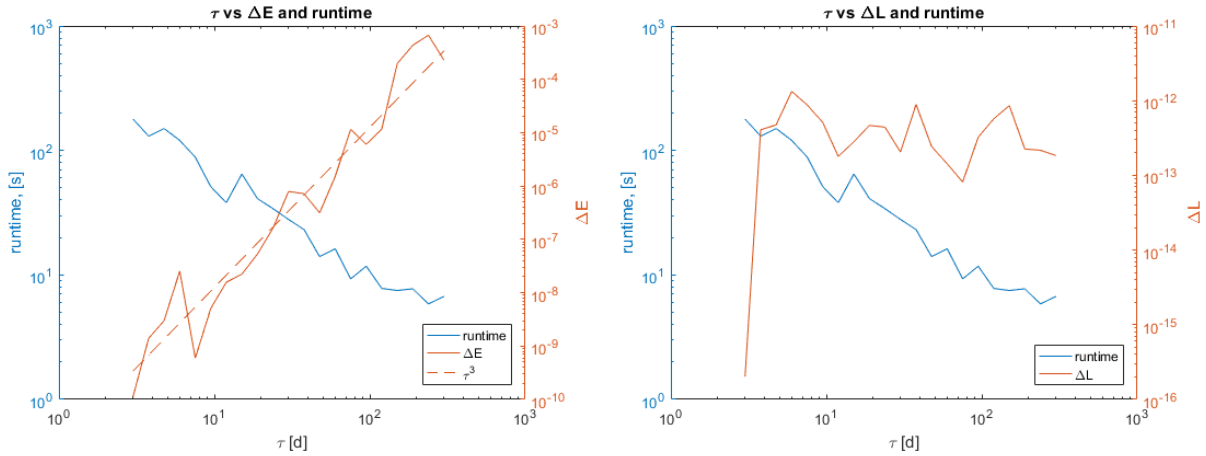 τ vs ΔE and runtime
10^3
10^2
10^1
10^0
runtime, [s]
10^-3
10^-4
10^-5
10^-6
10^-7
10^-8
10^-9
10^-10
ΔE
runtime
ΔE
τ^3
10^0
10^1
10^2
10^3
τ [d]
τ vs ΔL and runtime
10^3
10^2
10^1
10^0
runtime, [s]
10^-11
10^-12
10^-13
10^-14
10^-15
10^-16
ΔL
runtime
ΔL
10^0
10^1
10^2
10^3
τ [d]